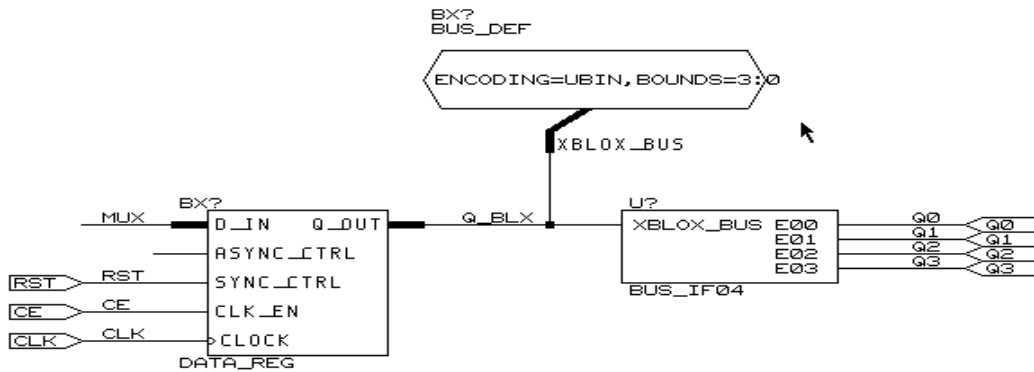 BX?
BUS_DEF
ENCODING=UBIN,BOUNDS=3:0
XBLOX_BUS
BX?
MUX
D_IN
Q_OUT
ASYNC_CTRL
RST
RST
SYNC_CTRL
CE
CE
CLK_EN
CLK
CLK
CLOCK
DATA_REG
Q_BLX
U?
XBLOX_BUS
E00
E01
E02
E03
BUS_IF04
Q0
Q1
Q2
Q3
Q0
Q1
Q2
Q3